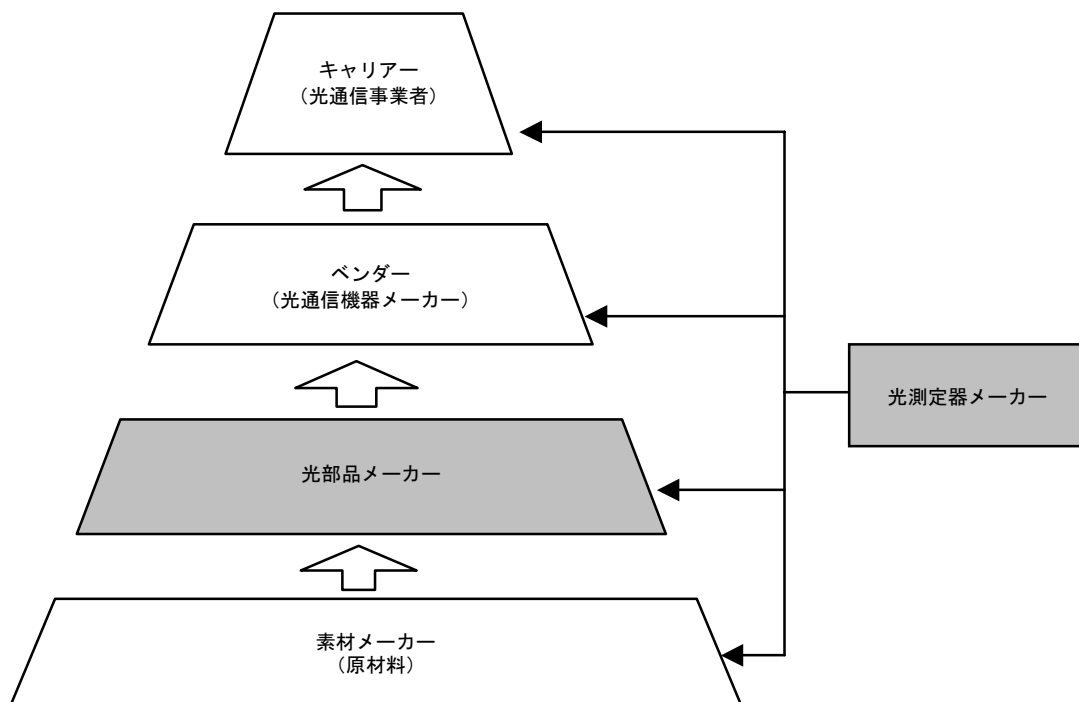 キャリアー
（光通信事業者）
ベンダー
（光通信機器メーカー）
光測定器メーカー
光部品メーカー
素材メーカー
（原材料）